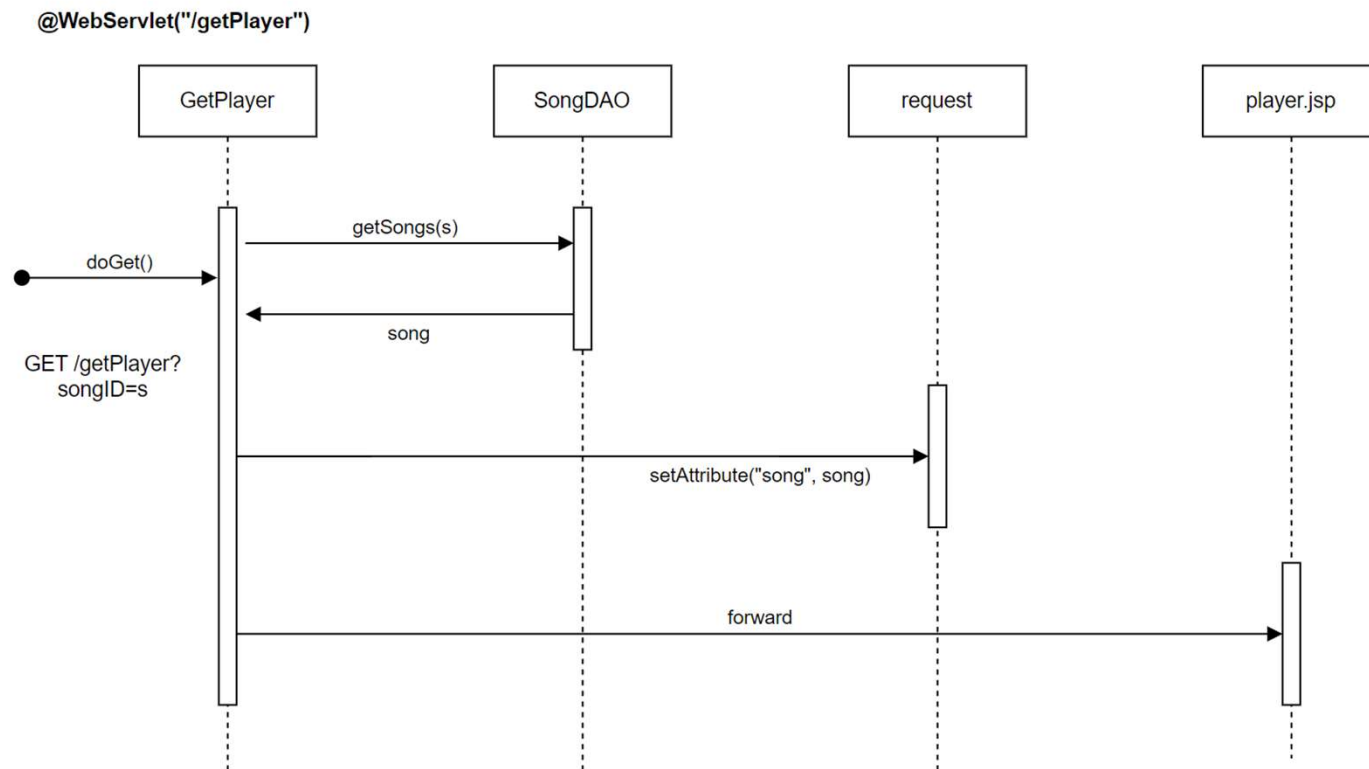 @WebServlet("/getPlayer")
GetPlayer
SongDAO
request
player.jsp
getSongs(s)
doGet()
song
GET /getPlayer?
songID=s
setAttribute("song", song)
forward